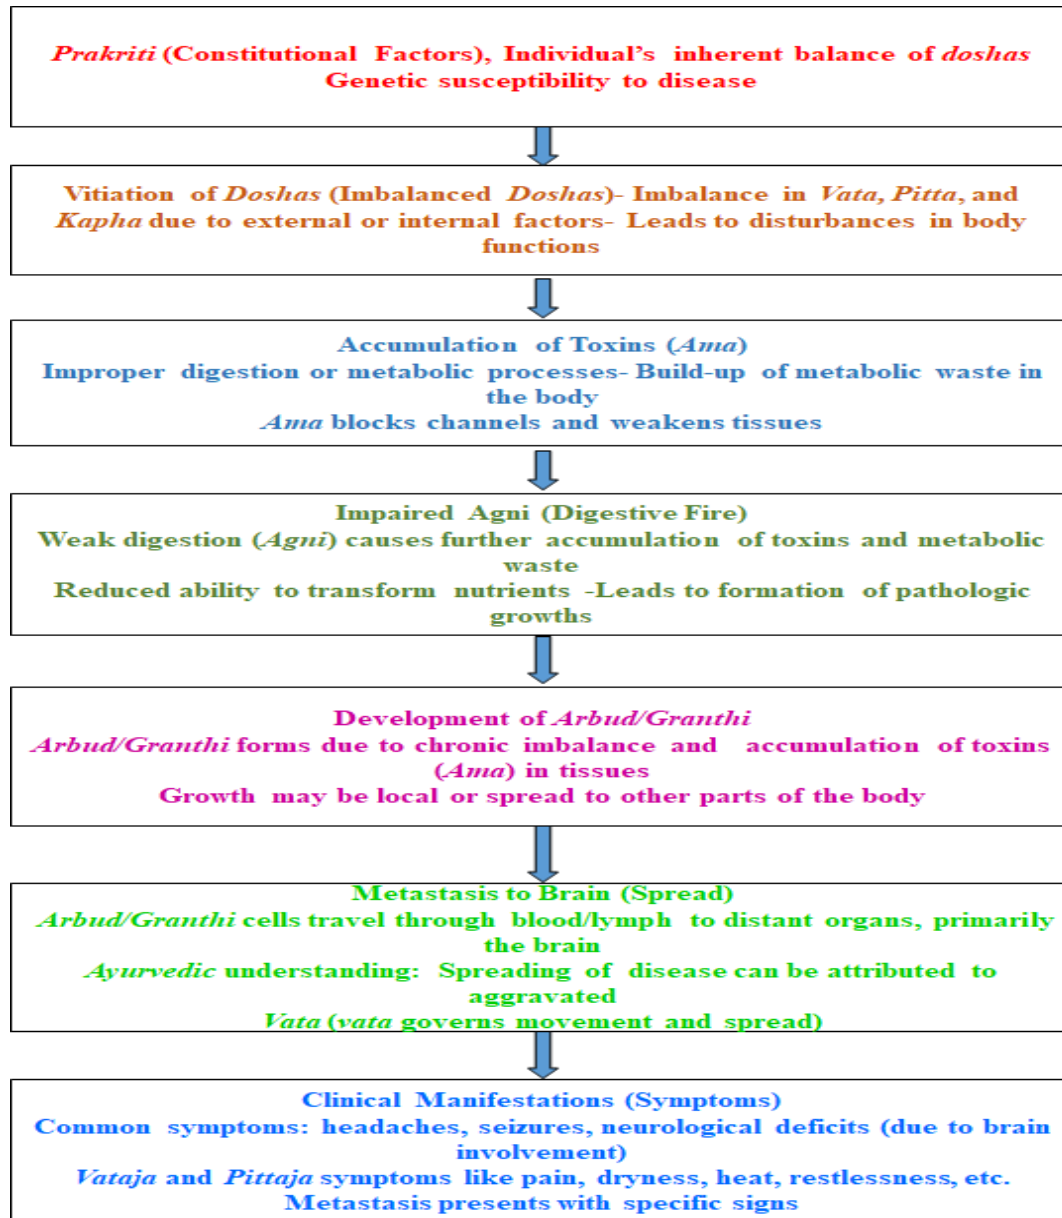 Prakriti (Constitutional Factors), Individual's inherent balance of doshas
Genetic susceptibility to disease
Vitiation of Doshas (Imbalanced Doshas)- Imbalance in Vata, Pitta, and
Kapha due to external or internal factors- Leads to disturbances in body
functions
Accumulation of Toxins (Ama)
Improper digestion or metabolic processes- Build-up of metabolic waste in
the body
Ama blocks channels and weakens tissues
Impaired Agni (Digestive Fire)
Weak digestion (Agni) causes further accumulation of toxins and metabolic
waste
Reduced ability to transform nutrients -Leads to formation of pathologic
growths
Development of Arbud/Granthi
Arbud/Granthi forms due to chronic imbalance and accumulation of toxins
(Ama) in tissues
Growth may be local or spread to other parts of the body
Metastasis to Brain (Spread)
Arbud/Granthi cells travel through blood/lymph to distant organs, primarily
the brain
Ayurvedic understanding: Spreading of disease can be attributed to
aggravated
Vata (vata governs movement and spread)
Clinical Manifestations (Symptoms)
Common symptoms: headaches, seizures, neurological deficits (due to brain
involvement)
Vataja and Pittaja symptoms like pain, dryness, heat, restlessness, etc.
Metastasis presents with specific signs